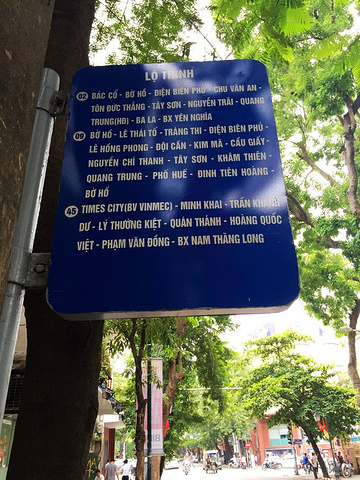 LỘ TRÌNH
02 BÁC CỔ - BỜ HỒ - ĐIỆN BIÊN PHỦ - CHU VĂN AN -
TÔN ĐỨC THẮNG - TÂY SƠN - NGUYỄN TRÃI - QUANG
TRUNG(HĐ) - BA LA - BX YÊN NGHĨA
09 BỜ HỒ - LÊ THÁI TỔ - TRÀNG THI - ĐIỆN BIÊN PHỦ -
LÊ HỒNG PHONG - ĐỘI CẤN - KIM MÃ - CẦU GIẤY -
NGUYỄN CHÍ THANH - TÂY SƠN - KHÂM THIÊN -
QUANG TRUNG - PHỐ HUẾ - ĐINH TIÊN HOÀNG -
BỜ HỒ
45 TIMES CITY(BV VINMEC) - MINH KHAI - TRẦN KHÁNH
DƯ - LÝ THƯỜNG KIỆT - QUÁN THÁNH - HOÀNG QUỐC
VIỆT - PHẠM VĂN ĐỒNG - BX NAM THĂNG LONG